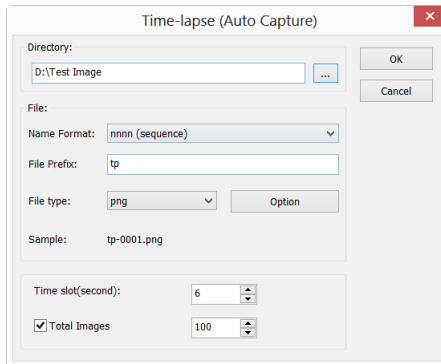 Time-lapse (Auto Capture)
Directory:
D:\Test Image
...
OK
Cancel
File:
Name Format: nnnn (sequence)
File Prefix: tp
File type: png Option
Sample: tp-0001.png
Time slot(second): 6
Total Images 100